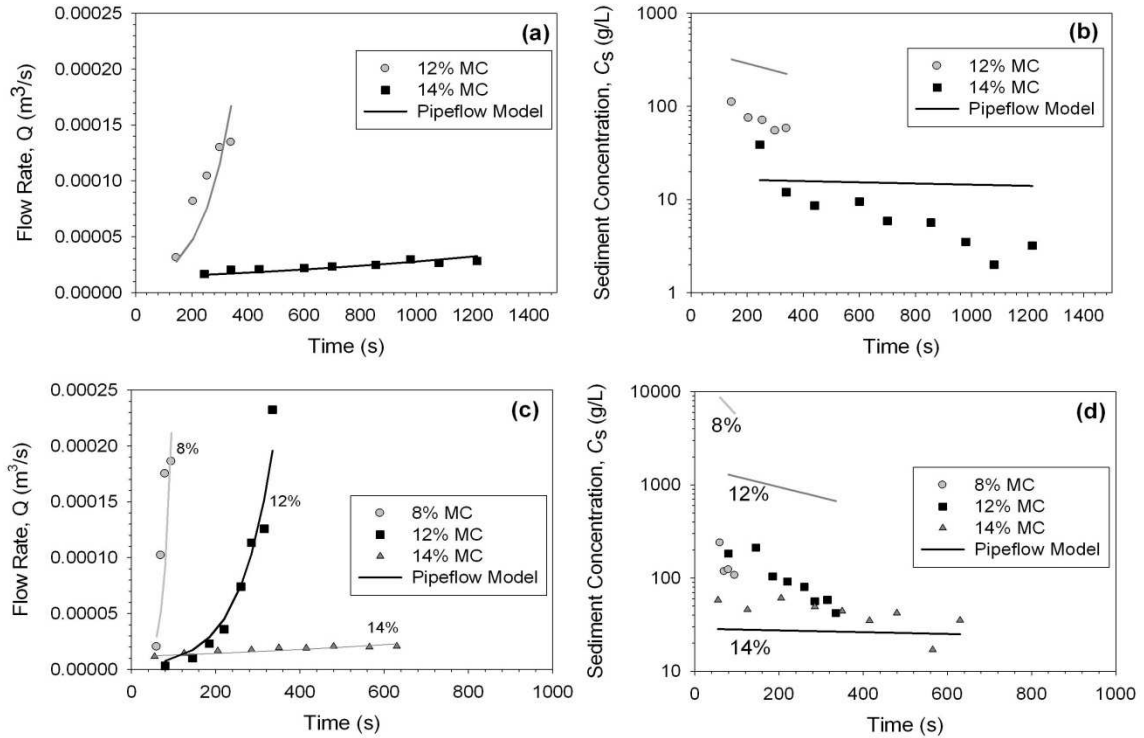 (a)
Flow Rate, Q (m³/s)
0.00025
0.00020
0.00015
0.00010
0.00005
0.00000
12% MC
14% MC
Pipeflow Model
0 200 400 600 800 1000 1200 1400
Time (s)
(b)
Sediment Concentration, Cₛ (g/L)
1000
100
10
1
12% MC
14% MC
Pipeflow Model
0 200 400 600 800 1000 1200 1400
Time (s)
(c)
Flow Rate, Q (m³/s)
0.00025
0.00020
0.00015
0.00010
0.00005
0.00000
8%
12%
14%
8% MC
12% MC
14% MC
Pipeflow Model
0 200 400 600 800 1000
Time (s)
(d)
Sediment Concentration, Cₛ (g/L)
10000
1000
100
10
8%
12%
14%
8% MC
12% MC
14% MC
Pipeflow Model
0 200 400 600 800 1000
Time (s)